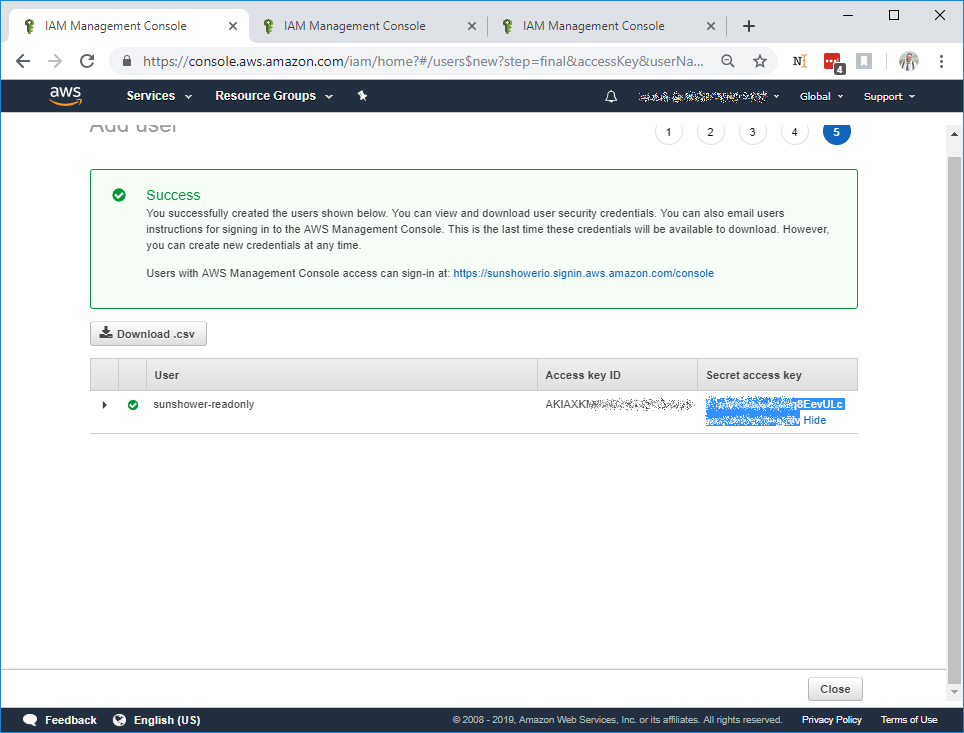 IAM Management Console
IAM Management Console
IAM Management Console
https://console.aws.amazon.com/iam/home?#/users$new?step=final&accessKey&userNa...
4
aws
Services
Resource Groups
Global
Support
Add user
1
2
3
4
5
Success
You successfully created the users shown below. You can view and download user security credentials. You can also email users
instructions for signing in to the AWS Management Console. This is the last time these credentials will be available to download. However,
you can create new credentials at any time.
Users with AWS Management Console access can sign-in at: https://sunshowerio.signin.aws.amazon.com/console
Download .csv
User
Access key ID
Secret access key
sunshower-readonly
Hide
Close
Feedback
English (US)
© 2008 - 2019, Amazon Web Services, Inc. or its affiliates. All rights reserved.
Privacy Policy
Terms of Use